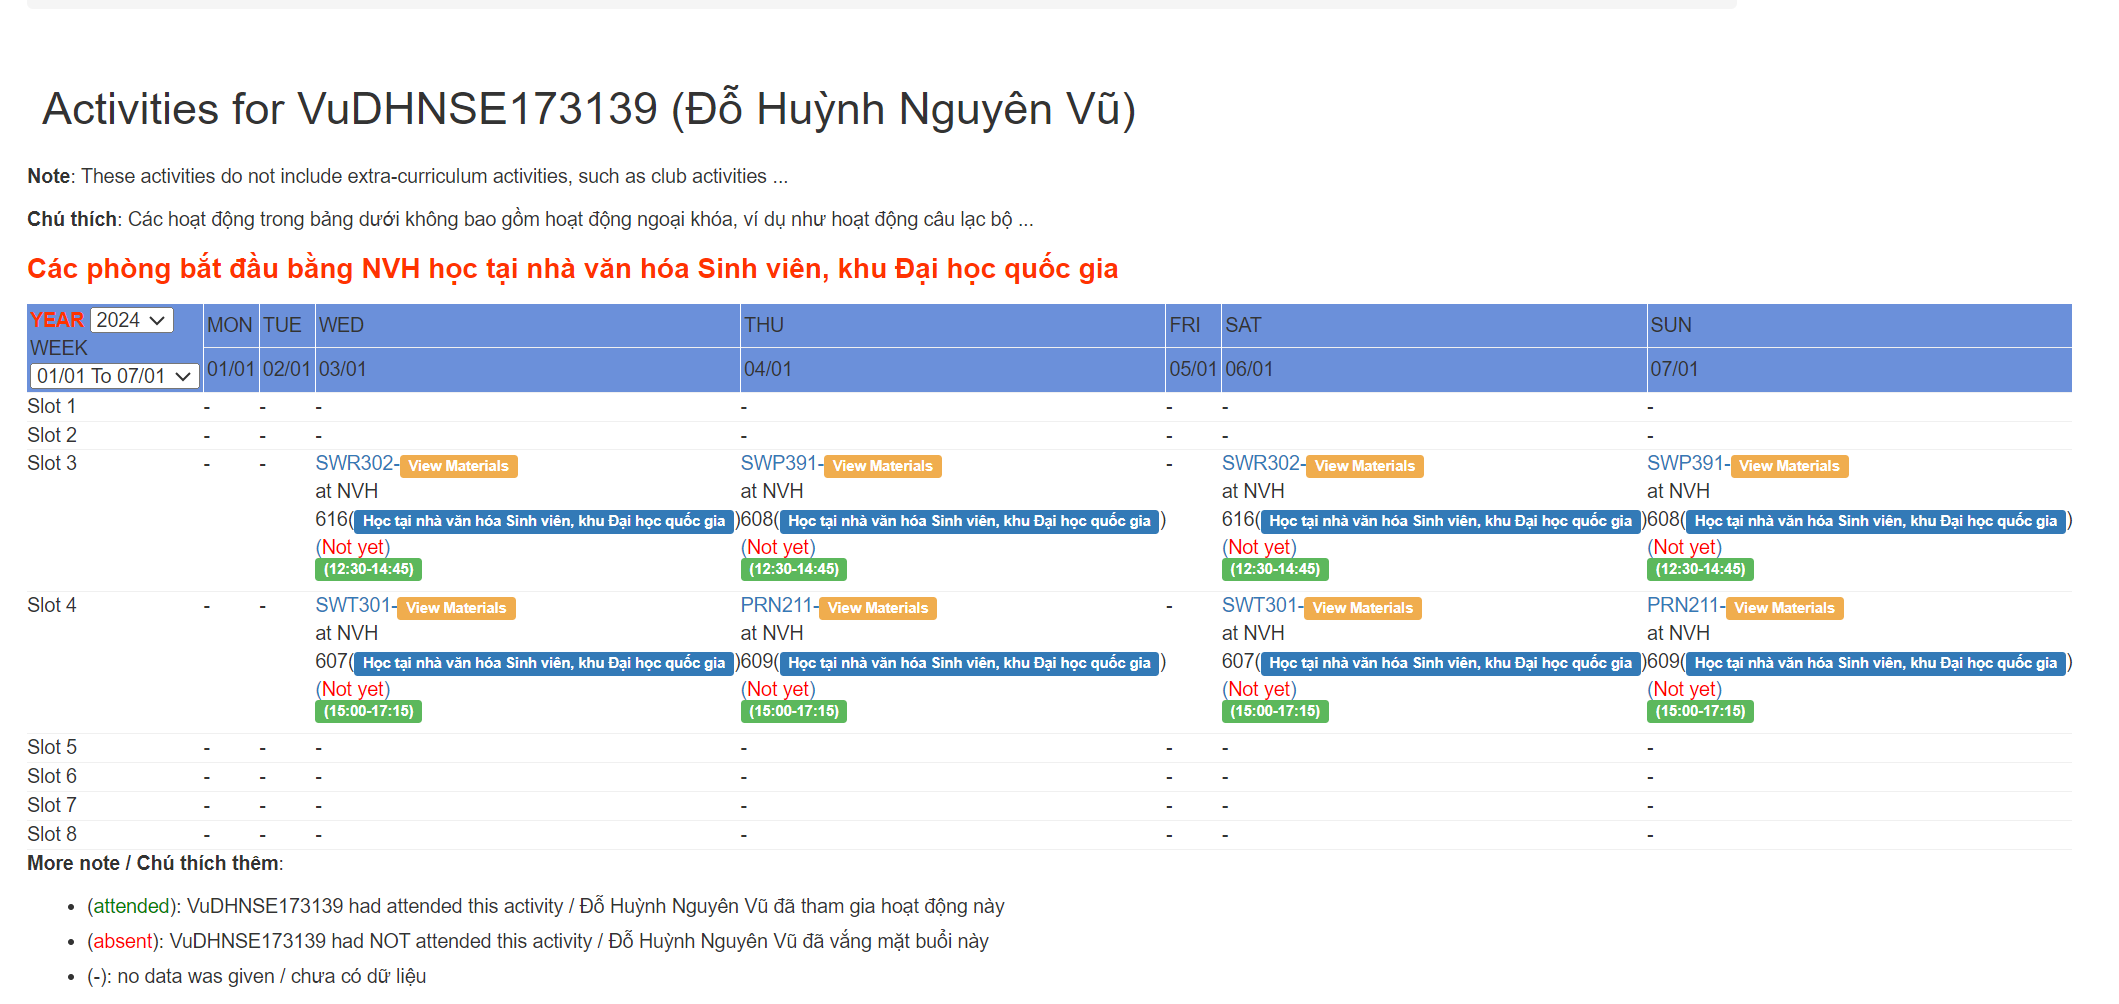 Activities for VuDHNSE173139 (Đỗ Huỳnh Nguyên Vũ)
Note: These activities do not include extra-curriculum activities, such as club activities ...
Chú thích: Các hoạt động trong bảng dưới không bao gồm hoạt động ngoại khóa, ví dụ như hoạt động câu lạc bộ ...
Các phòng bắt đầu bằng NVH học tại nhà văn hóa Sinh viên, khu Đại học quốc gia
YEAR 2024 MON TUE WED THU FRI SAT SUN
WEEK
01/01 To 07/01 01/01 02/01 03/01 04/01 05/01 06/01 07/01
Slot 1 - - - - - - -
Slot 2 - - - - - - -
Slot 3 - - SWR302-View Materials SWP391-View Materials - SWR302-View Materials SWP391-View Materials
at NVH at NVH at NVH at NVH
616(Học tại nhà văn hóa Sinh viên, khu Đại học quốc gia) 608(Học tại nhà văn hóa Sinh viên, khu Đại học quốc gia) 616(Học tại nhà văn hóa Sinh viên, khu Đại học quốc gia) 608(Học tại nhà văn hóa Sinh viên, khu Đại học quốc gia)
(Not yet) (Not yet) (Not yet) (Not yet)
(12:30-14:45) (12:30-14:45) (12:30-14:45) (12:30-14:45)
Slot 4 - - SWT301-View Materials PRN211-View Materials - SWT301-View Materials PRN211-View Materials
at NVH at NVH at NVH at NVH
607(Học tại nhà văn hóa Sinh viên, khu Đại học quốc gia) 609(Học tại nhà văn hóa Sinh viên, khu Đại học quốc gia) 607(Học tại nhà văn hóa Sinh viên, khu Đại học quốc gia) 609(Học tại nhà văn hóa Sinh viên, khu Đại học quốc gia)
(Not yet) (Not yet) (Not yet) (Not yet)
(15:00-17:15) (15:00-17:15) (15:00-17:15) (15:00-17:15)
Slot 5 - - - - - - -
Slot 6 - - - - - - -
Slot 7 - - - - - - -
Slot 8 - - - - - - -
More note / Chú thích thêm:
• (attended): VuDHNSE173139 had attended this activity / Đỗ Huỳnh Nguyên Vũ đã tham gia hoạt động này
• (absent): VuDHNSE173139 had NOT attended this activity / Đỗ Huỳnh Nguyên Vũ đã vắng mặt buổi này
• (-): no data was given / chưa có dữ liệu